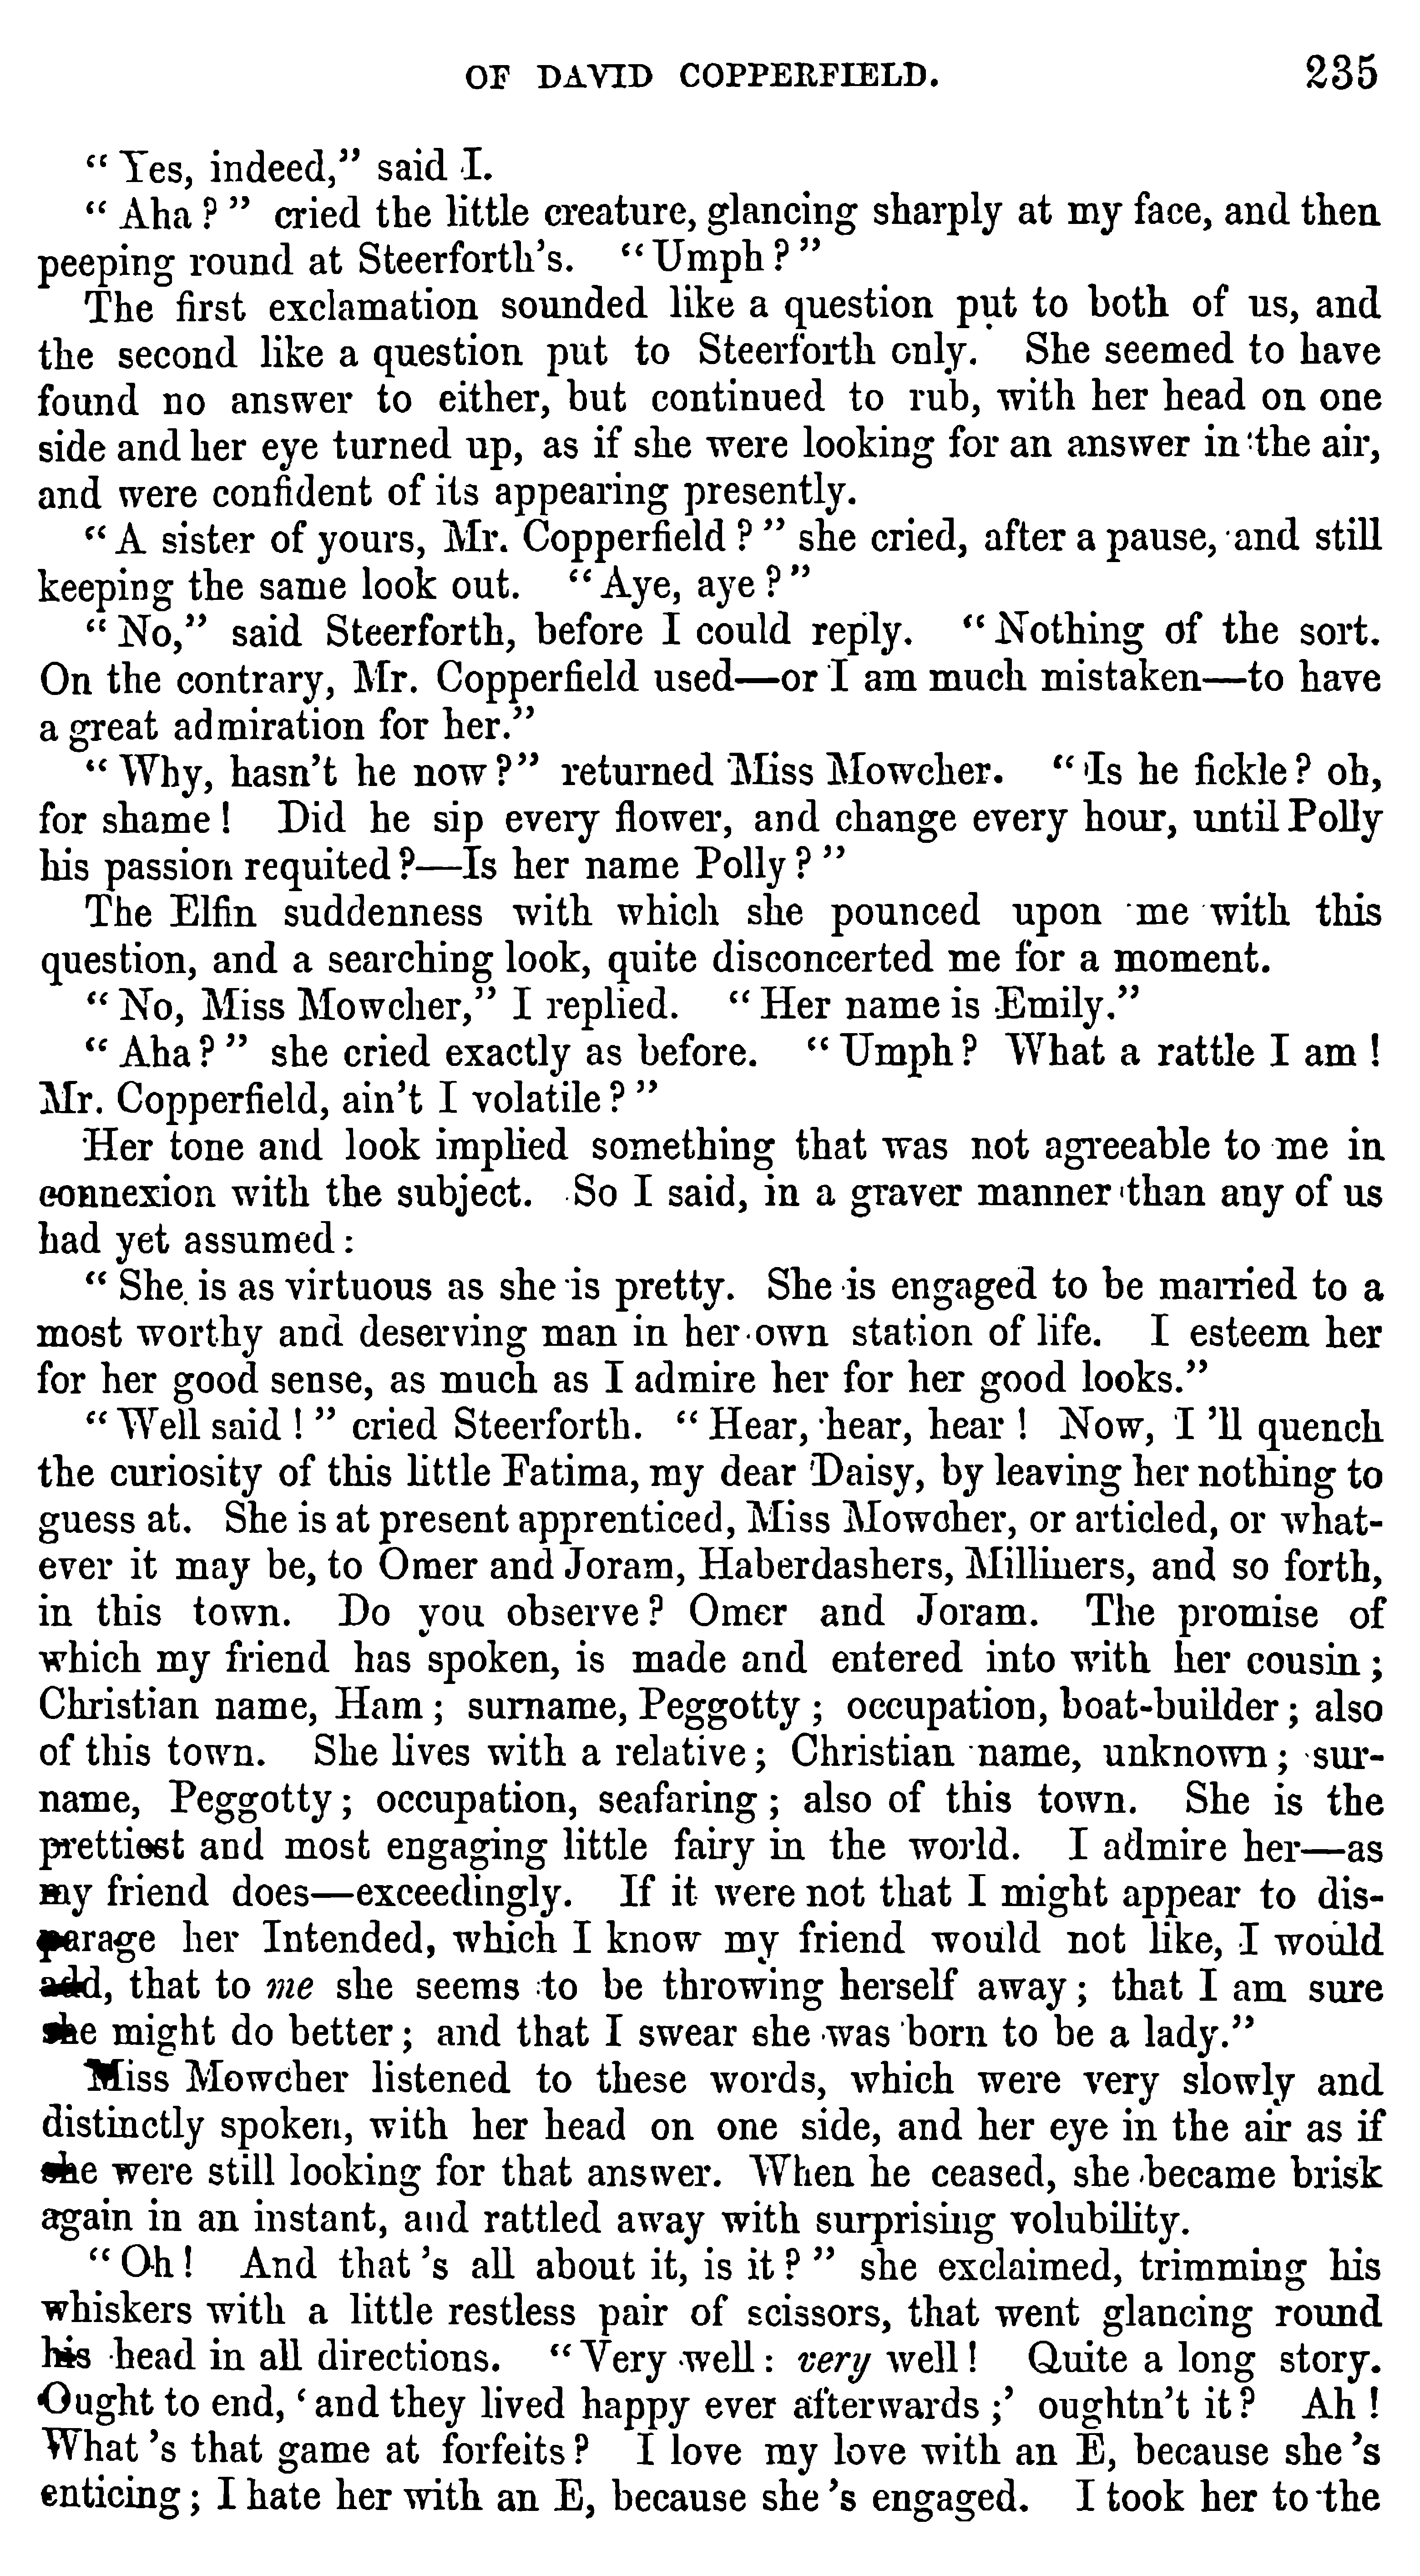 OF DAVID COPPERFIELD. 235
“Yes, indeed,” said I.
“Aha?” cried the little creature, glancing sharply at my face, and then
peeping round at Steerforth's. “Umph?”
The first exclamation sounded like a question put to both of us, and
the second like a question put to Steerforth only. She seemed to have
found no answer to either, but continued to rub, with her head on one
side and her eye turned up, as if she were looking for an answer in the air,
and were confident of its appearing presently.
“A sister of yours, Mr. Copperfield?” she cried, after a pause, and still
keeping the same look out. “Aye, aye?”
“No,” said Steerforth, before I could reply. “Nothing of the sort.
On the contrary, Mr. Copperfield used—or I am much mistaken—to have
a great admiration for her.”
“Why, hasn't he now?” returned Miss Mowcher. “Is he fickle? oh,
for shame! Did he sip every flower, and change every hour, until Polly
his passion requited?—Is her name Polly?”
The Elfin suddenness with which she pounced upon me with this
question, and a searching look, quite disconcerted me for a moment.
“No, Miss Mowcher,” I replied. “Her name is Emily.”
“Aha?” she cried exactly as before. “Umph? What a rattle I am!
Mr. Copperfield, ain't I volatile?”
Her tone and look implied something that was not agreeable to me in
connexion with the subject. So I said, in a graver manner than any of us
had yet assumed:
“She is as virtuous as she is pretty. She is engaged to be married to a
most worthy and deserving man in her own station of life. I esteem her
for her good sense, as much as I admire her for her good looks.”
“Well said!” cried Steerforth. “Hear, hear, hear! Now, I'll quench
the curiosity of this little Fatima, my dear Daisy, by leaving her nothing to
guess at. She is at present apprenticed, Miss Mowcher, or articled, or what-
ever it may be, to Omer and Joram, Haberdashers, Milliners, and so forth,
in this town. Do you observe? Omer and Joram. The promise of
which my friend has spoken, is made and entered into with her cousin;
Christian name, Ham; surname, Peggotty; occupation, boat-builder; also
of this town. She lives with a relative; Christian name, unknown; sur-
name, Peggotty; occupation, seafaring; also of this town. She is the
prettiest and most engaging little fairy in the world. I admire her—as
my friend does—exceedingly. If it were not that I might appear to dis-
parage her Intended, which I know my friend would not like, I would
add, that to me she seems to be throwing herself away; that I am sure
she might do better; and that I swear she was born to be a lady.”
Miss Mowcher listened to these words, which were very slowly and
distinctly spoken, with her head on one side, and her eye in the air as if
she were still looking for that answer. When he ceased, she became brisk
again in an instant, and rattled away with surprising volubility.
“Oh! And that's all about it, is it?” she exclaimed, trimming his
whiskers with a little restless pair of scissors, that went glancing round
his head in all directions. “Very well: very well! Quite a long story.
Ought to end, ‘and they lived happy ever afterwards;’ oughtn't it? Ah!
What's that game at forfeits? I love my love with an E, because she's
enticing; I hate her with an E, because she's engaged. I took her to the